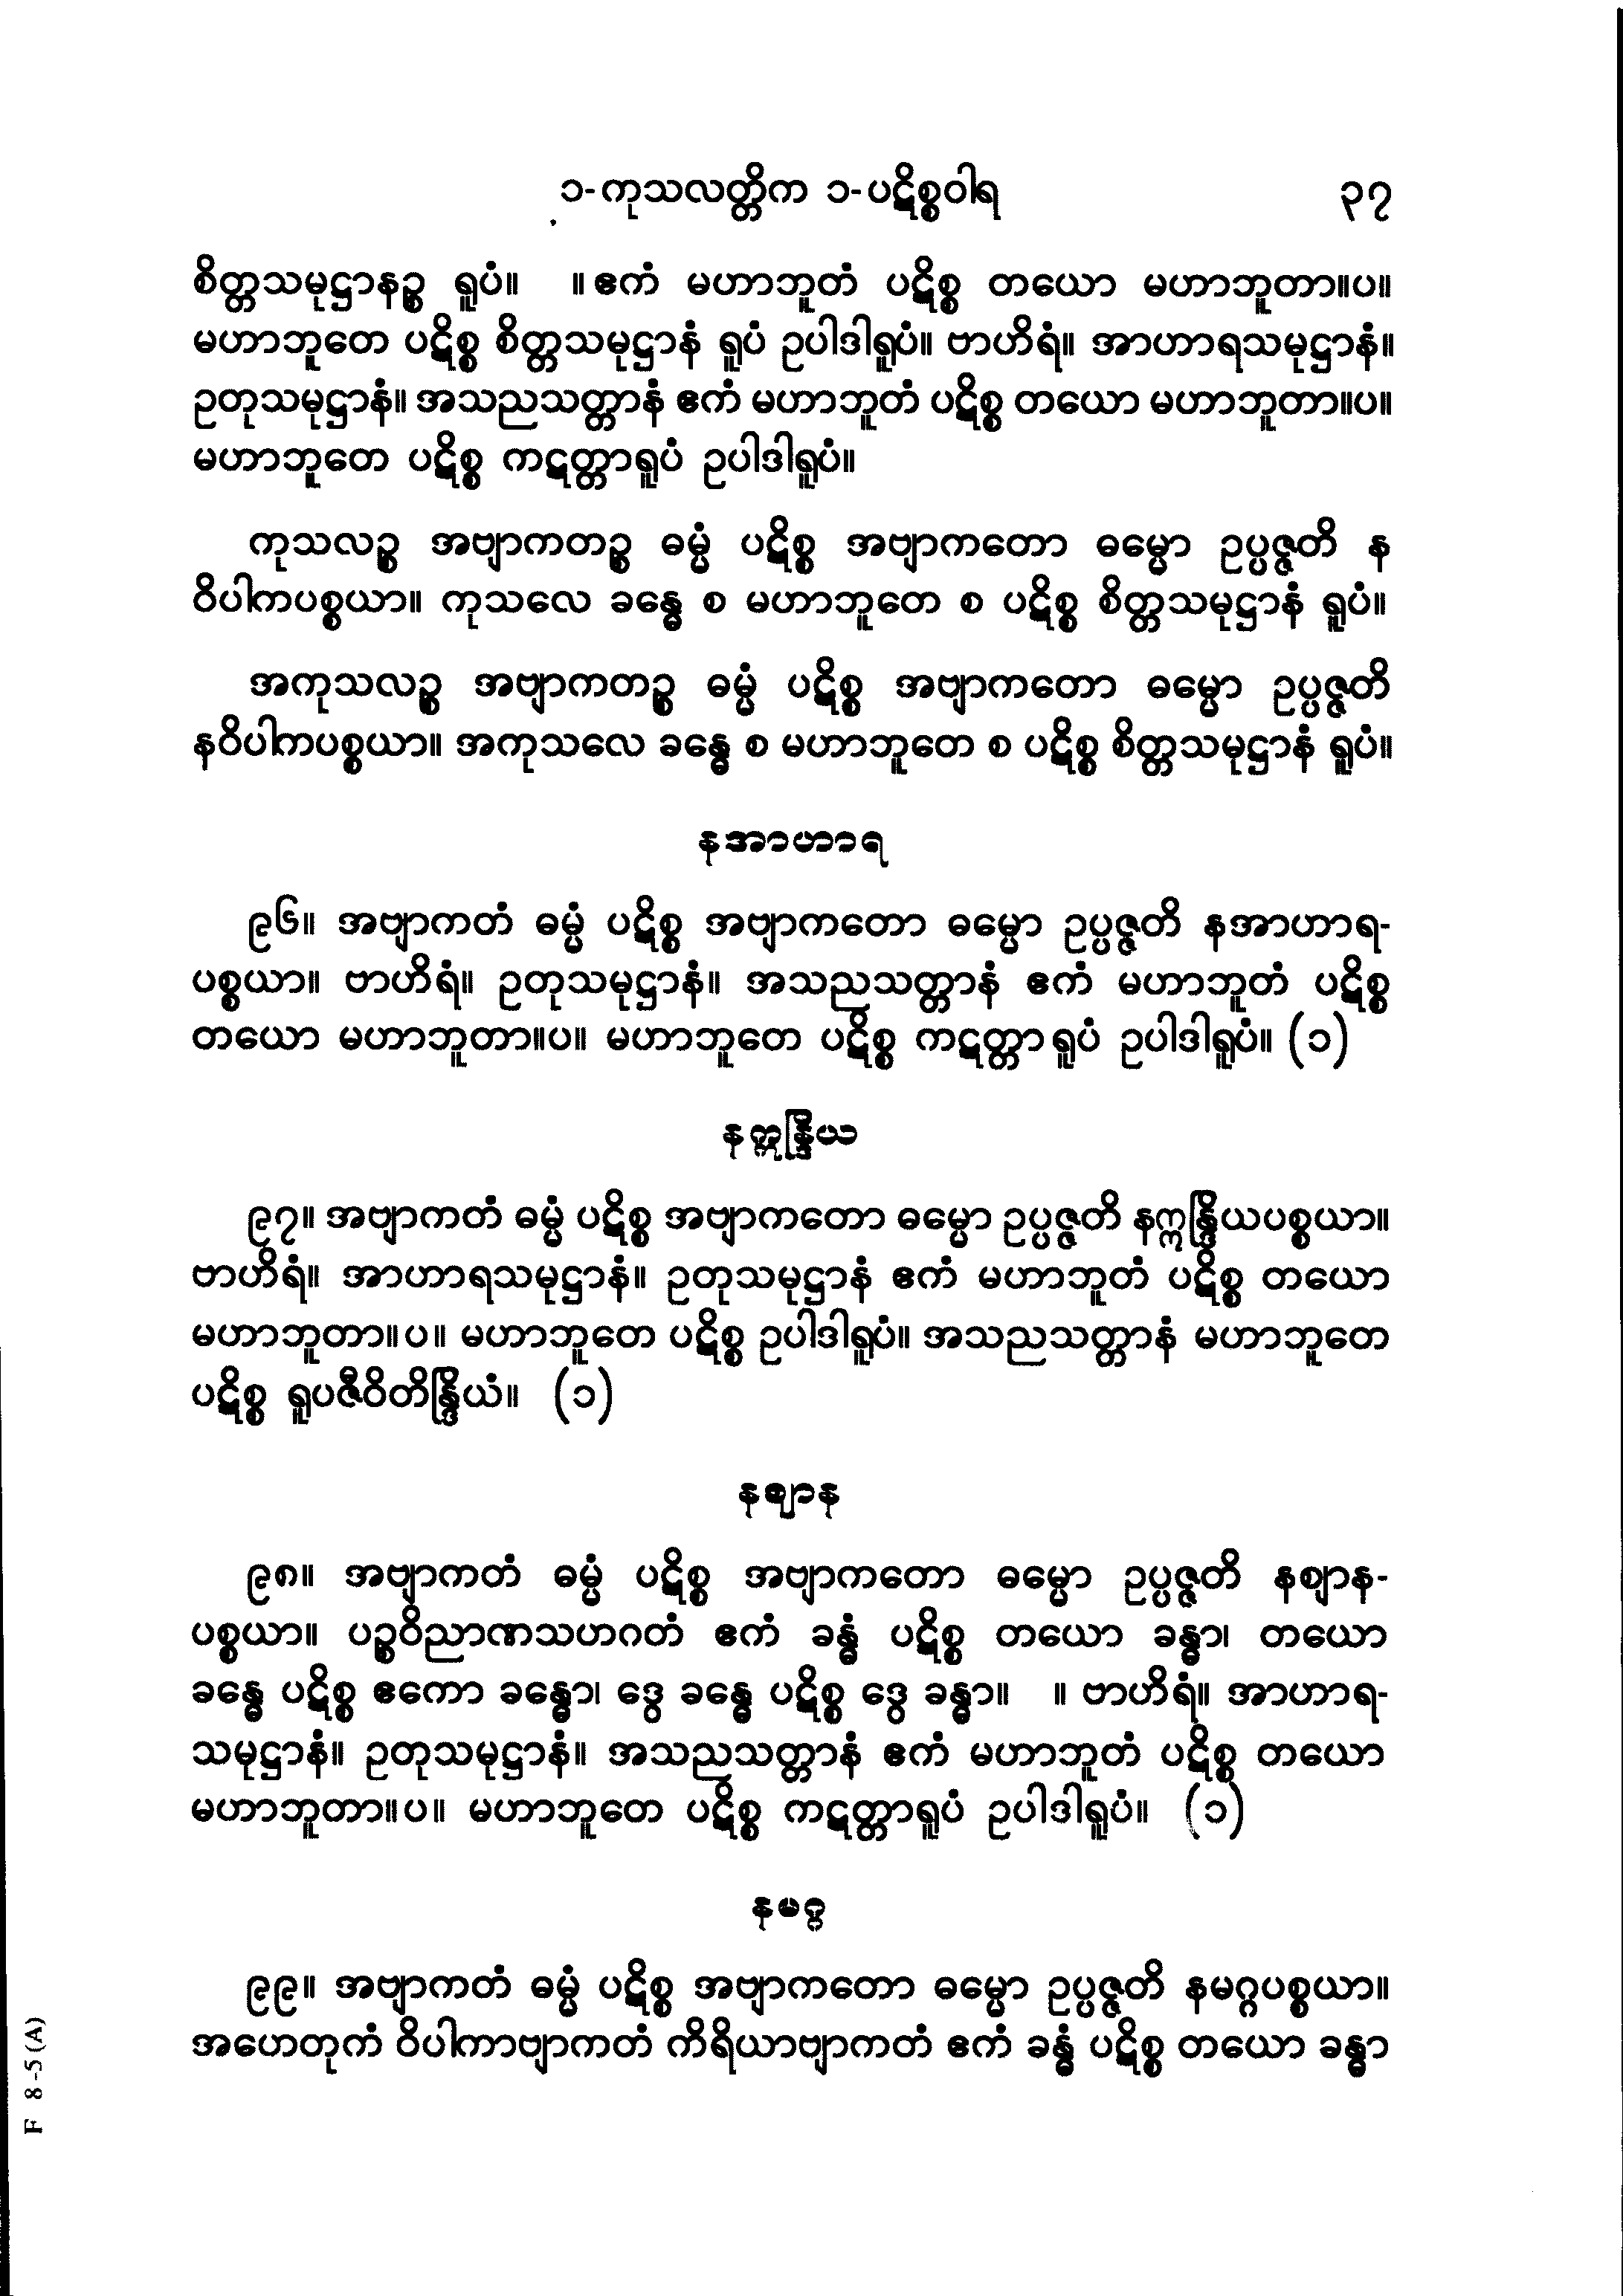 ၁-ကုသလတ္တိက ၁-ပဋိစ္စဝါရ ၃၇
စိတ္တသမုဋ္ဌာနဉ္စ ရူပံ။ ။ ဧကံ မဟာဘူတံ ပဋိစ္စ တယော မဟာဘူတာ။ပ။
မဟာဘူတေ ပဋိစ္စ စိတ္တသမုဋ္ဌာနံ ရူပံ ဥပါဒါရူပံ။ ဗာဟိရံ။ အာဟာရသမုဋ္ဌာနံ။
ဥတုသမုဋ္ဌာနံ။ အသညသတ္တာနံ ဧကံ မဟာဘူတံ ပဋိစ္စ တယော မဟာဘူတာ။ပ။
မဟာဘူတေ ပဋိစ္စ ကဋတ္တာရူပံ ဥပါဒါရူပံ။
ကုသလဉ္စ အဗျာကတဉ္စ ဓမ္မံ ပဋိစ္စ အဗျာကတော ဓမ္မော ဥပ္ပဇ္ဇတိ န
ဝိပါကပစ္စယာ။ ကုသလေ ခန္ဓေ စ မဟာဘူတေ စ ပဋိစ္စ စိတ္တသမုဋ္ဌာနံ ရူပံ။
အကုသလဉ္စ အဗျာကတဉ္စ ဓမ္မံ ပဋိစ္စ အဗျာကတော ဓမ္မော ဥပ္ပဇ္ဇတိ
နဝိပါကပစ္စယာ။ အကုသလေ ခန္ဓေ စ မဟာဘူတေ စ ပဋိစ္စ စိတ္တသမုဋ္ဌာနံ ရူပံ။
နအာဟာရ
၉၆။ အဗျာကတံ ဓမ္မံ ပဋိစ္စ အဗျာကတော ဓမ္မော ဥပ္ပဇ္ဇတိ နအာဟာရ-
ပစ္စယာ။ ဗာဟိရံ။ ဥတုသမုဋ္ဌာနံ။ အသညသတ္တာနံ ဧကံ မဟာဘူတံ ပဋိစ္စ
တယော မဟာဘူတာ။ပ။ မဟာဘူတေ ပဋိစ္စ ကဋတ္တာရူပံ ဥပါဒါရူပံ။ (၁)
နဣန္ဒြိယ
၉၇။ အဗျာကတံ ဓမ္မံ ပဋိစ္စ အဗျာကတော ဓမ္မော ဥပ္ပဇ္ဇတိ နဣန္ဒြိယပစ္စယာ။
ဗာဟိရံ။ အာဟာရသမုဋ္ဌာနံ။ ဥတုသမုဋ္ဌာနံ ဧကံ မဟာဘူတံ ပဋိစ္စ တယော
မဟာဘူတာ။ပ။ မဟာဘူတေ ပဋိစ္စ ဥပါဒါရူပံ။ အသညသတ္တာနံ မဟာဘူတေ
ပဋိစ္စ ရူပဇီဝိတိန္ဒြိယံ။ (၁)
နဈာန
၉၈။ အဗျာကတံ ဓမ္မံ ပဋိစ္စ အဗျာကတော ဓမ္မော ဥပ္ပဇ္ဇတိ နဈာန-
ပစ္စယာ။ ပဉ္စဝိညာဏသဟဂတံ ဧကံ ခန္ဓံ ပဋိစ္စ တယော ခန္ဓာ၊ တယော
ခန္ဓေ ပဋိစ္စ ဧကော ခန္ဓော၊ ဒွေ ခန္ဓေ ပဋိစ္စ ဒွေ ခန္ဓာ။ ။ ဗာဟိရံ။ အာဟာရ-
သမုဋ္ဌာနံ။ ဥတုသမုဋ္ဌာနံ။ အသညသတ္တာနံ ဧကံ မဟာဘူတံ ပဋိစ္စ တယော
မဟာဘူတာ။ပ။ မဟာဘူတေ ပဋိစ္စ ကဋတ္တာရူပံ ဥပါဒါရူပံ။ (၁)
နမဂ္ဂ
၉၉။ အဗျာကတံ ဓမ္မံ ပဋိစ္စ အဗျာကတော ဓမ္မော ဥပ္ပဇ္ဇတိ နမဂ္ဂပစ္စယာ။
အဟေတုကံ ဝိပါကာဗျာကတံ ကိရိယာဗျာကတံ ဧကံ ခန္ဓံ ပဋိစ္စ တယော ခန္ဓာ
F 8-5(A)